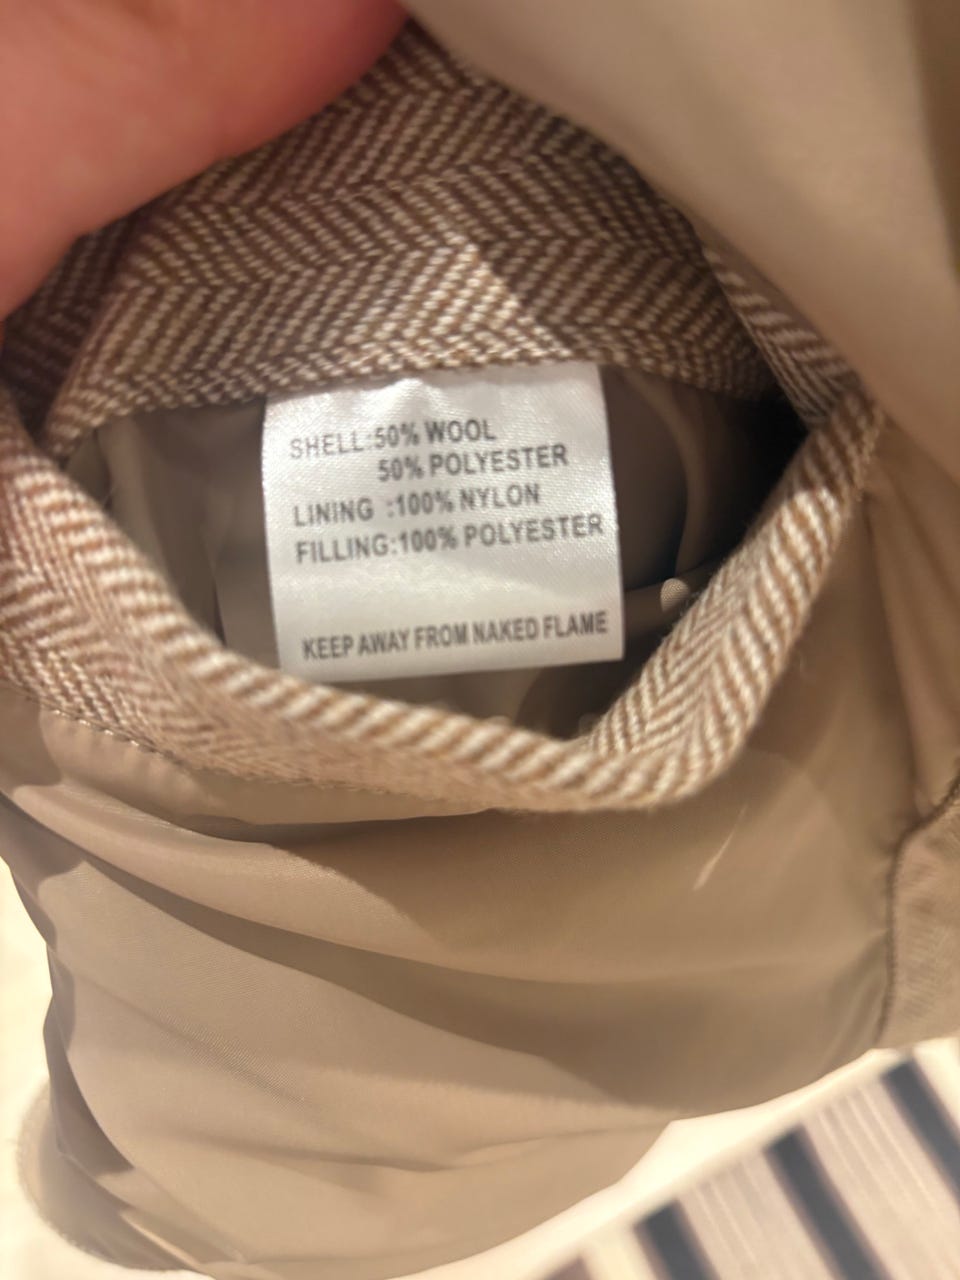 SHELL:50% WOOL
50% POLYESTER
LINING :100% NYLON
FILLING:100% POLYESTER
KEEP AWAY FROM NAKED FLAME